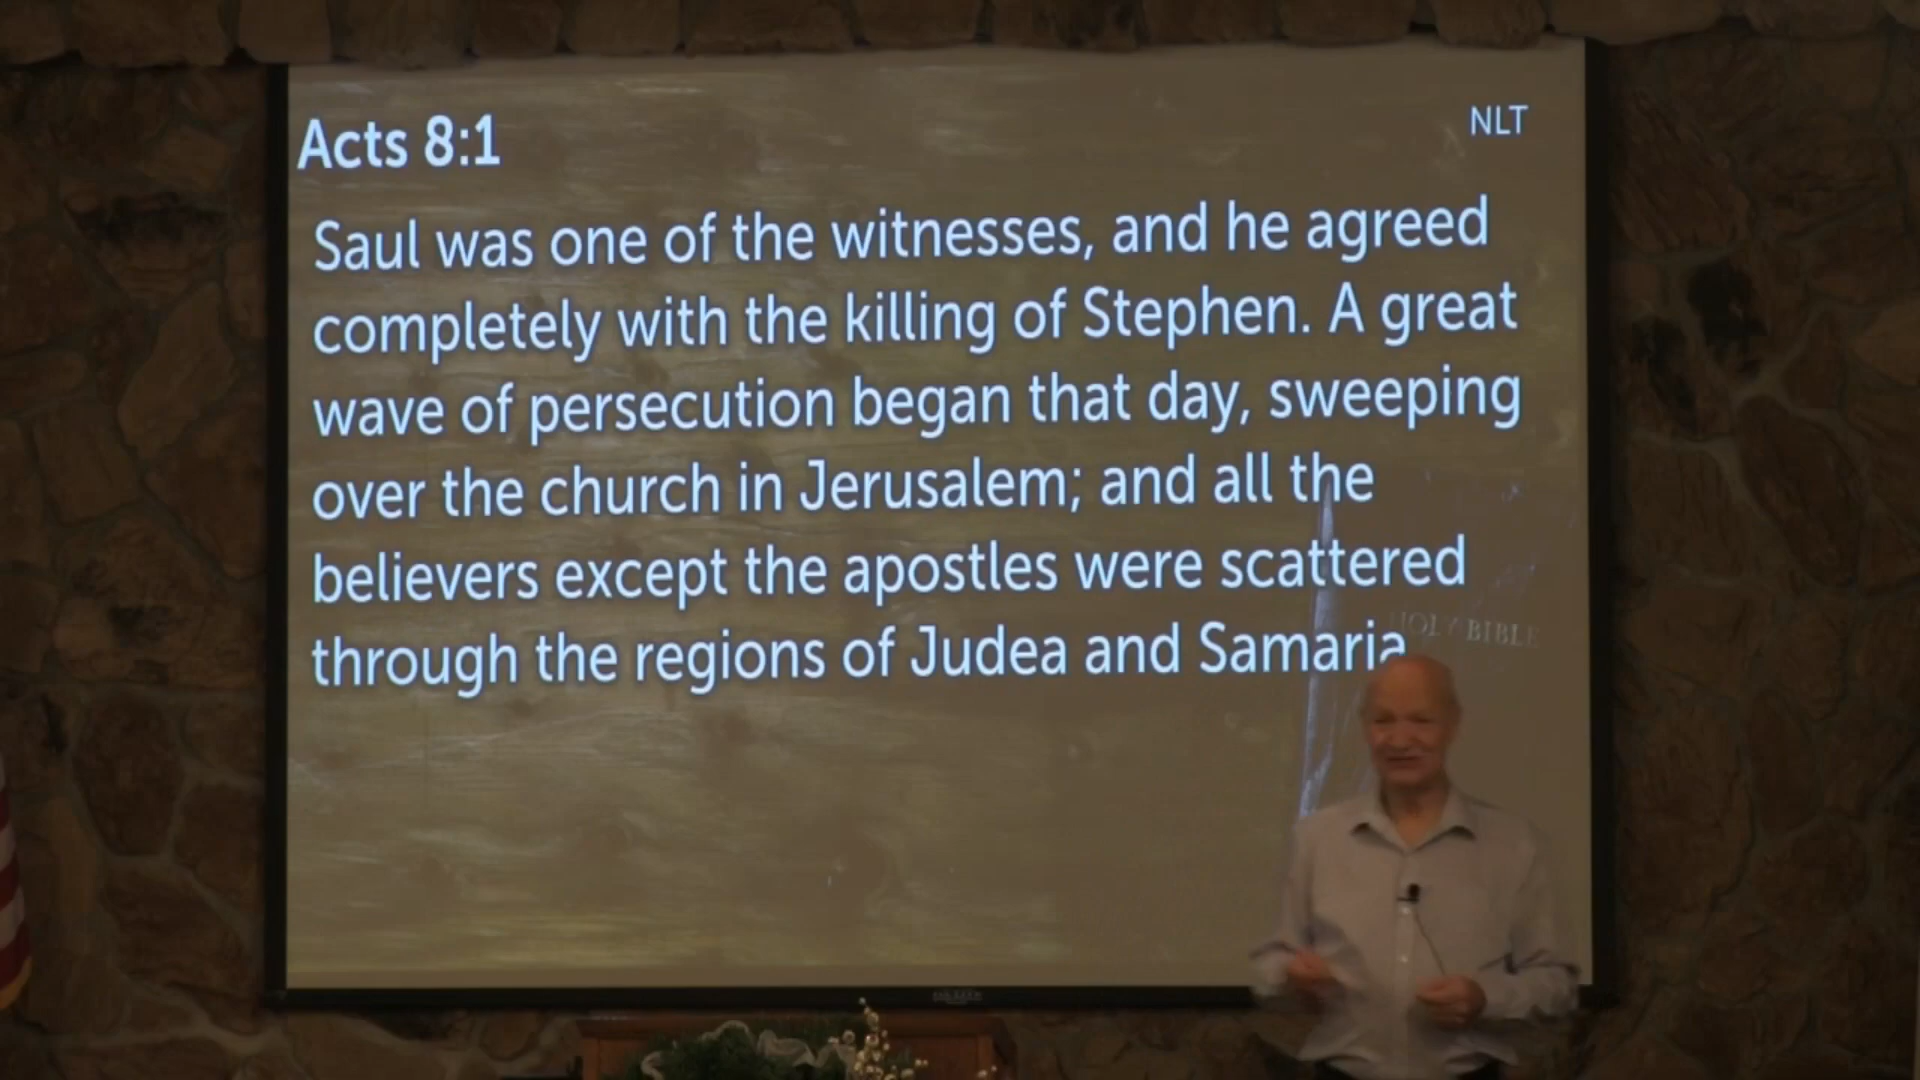 Acts 8:1
NLT
Saul was one of the witnesses, and he agreed
completely with the killing of Stephen. A great
wave of persecution began that day, sweeping
over the church in Jerusalem; and all the
believers except the apostles were scattered
through the regions of Judea and Samaria
HOLY BIBLE